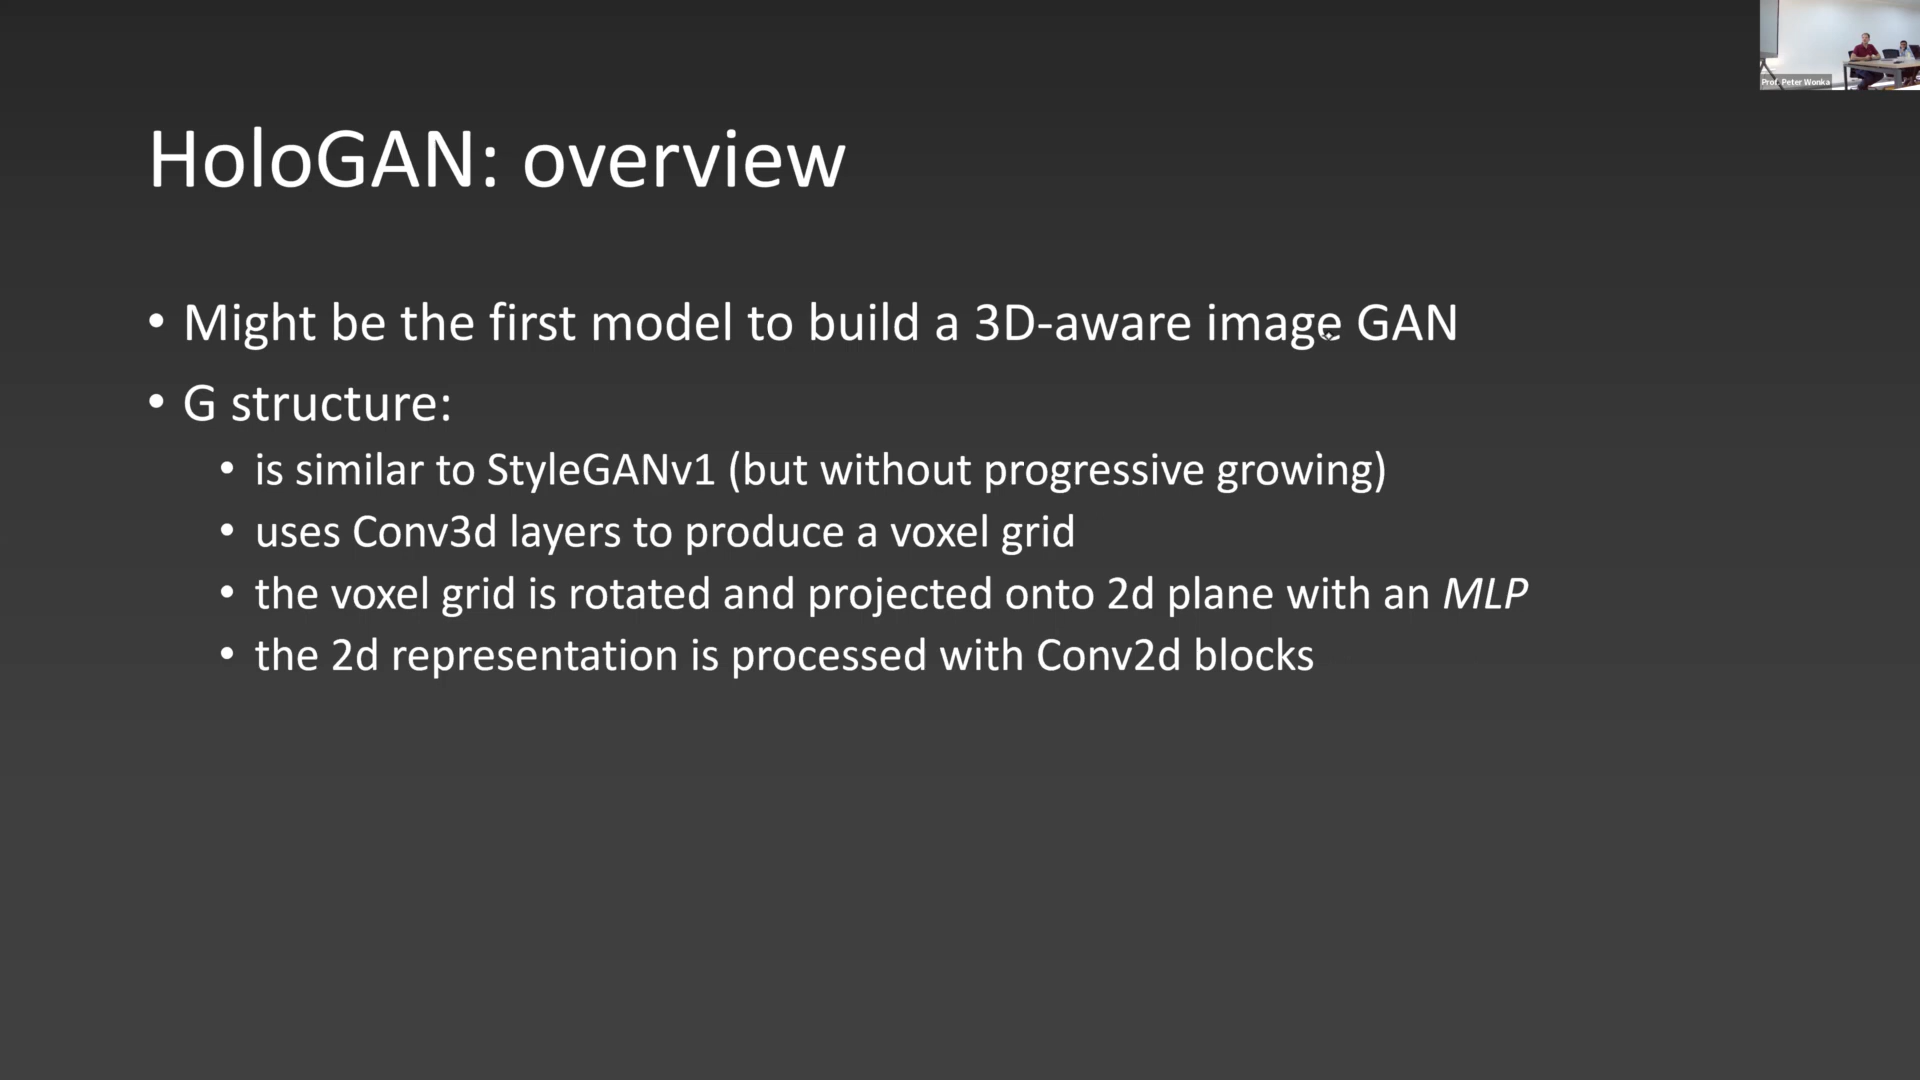 Prof. Peter Wonka
HoloGAN: overview
• Might be the first model to build a 3D-aware image GAN
• G structure:
• is similar to StyleGANv1 (but without progressive growing)
• uses Conv3d layers to produce a voxel grid
• the voxel grid is rotated and projected onto 2d plane with an MLP
• the 2d representation is processed with Conv2d blocks